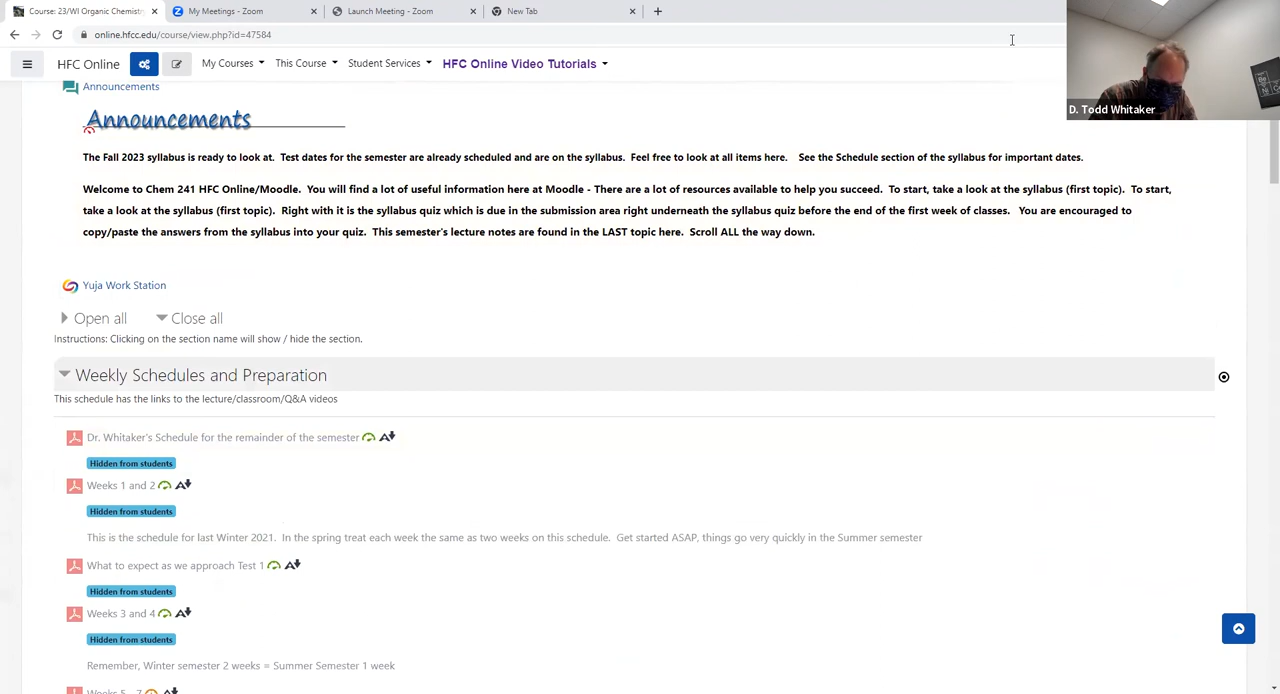 Course: 23/WI Organic Chemistr
My Meetings - Zoom
Launch Meeting - Zoom
New Tab
online.hfcc.edu/course/view.php?id=47584
HFC Online
My Courses
This Course
Student Services
HFC Online Video Tutorials
D. Todd Whitaker
Announcements
Announcements
The Fall 2023 syllabus is ready to look at. Test dates for the semester are already scheduled and are on the syllabus. Feel free to look at all items here. See the Schedule section of the syllabus for important dates.
Welcome to Chem 241 HFC Online/Moodle. You will find a lot of useful information here at Moodle - There are a lot of resources available to help you succeed. To start, take a look at the syllabus (first topic). To start,
take a look at the syllabus (first topic). Right with it is the syllabus quiz which is due in the submission area right underneath the syllabus quiz before the end of the first week of classes. You are encouraged to
copy/paste the answers from the syllabus into your quiz. This semester's lecture notes are found in the LAST topic here. Scroll ALL the way down.
Yuja Work Station
Open all
Close all
Instructions: Clicking on the section name will show / hide the section.
Weekly Schedules and Preparation
This schedule has the links to the lecture/classroom/Q&A videos
Dr. Whitaker's Schedule for the remainder of the semester
Hidden from students
Weeks 1 and 2
Hidden from students
This is the schedule for last Winter 2021. In the spring treat each week the same as two weeks on this schedule. Get started ASAP, things go very quickly in the Summer semester
What to expect as we approach Test 1
Hidden from students
Weeks 3 and 4
Hidden from students
Remember, Winter semester 2 weeks = Summer Semester 1 week
Weeks 5 - 7